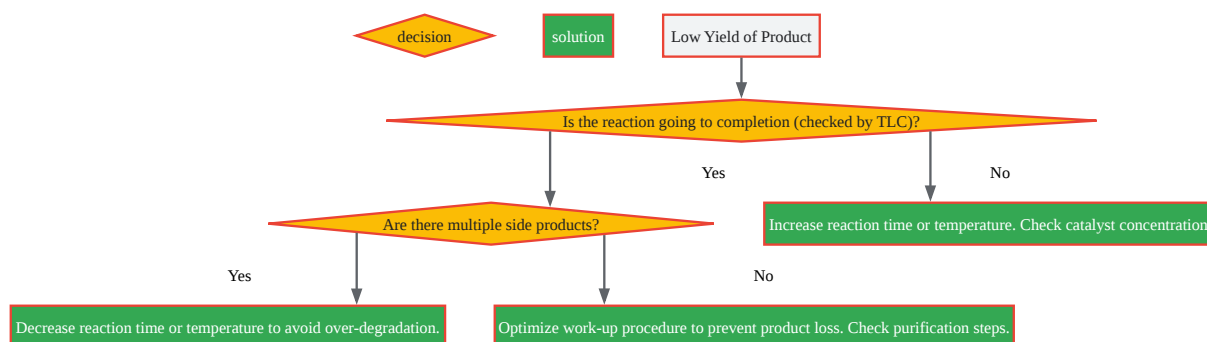 decision
solution
Low Yield of Product
Is the reaction going to completion (checked by TLC)?
Yes
No
Are there multiple side products?
Increase reaction time or temperature. Check catalyst concentration
Yes
No
Decrease reaction time or temperature to avoid over-degradation.
Optimize work-up procedure to prevent product loss. Check purification steps.